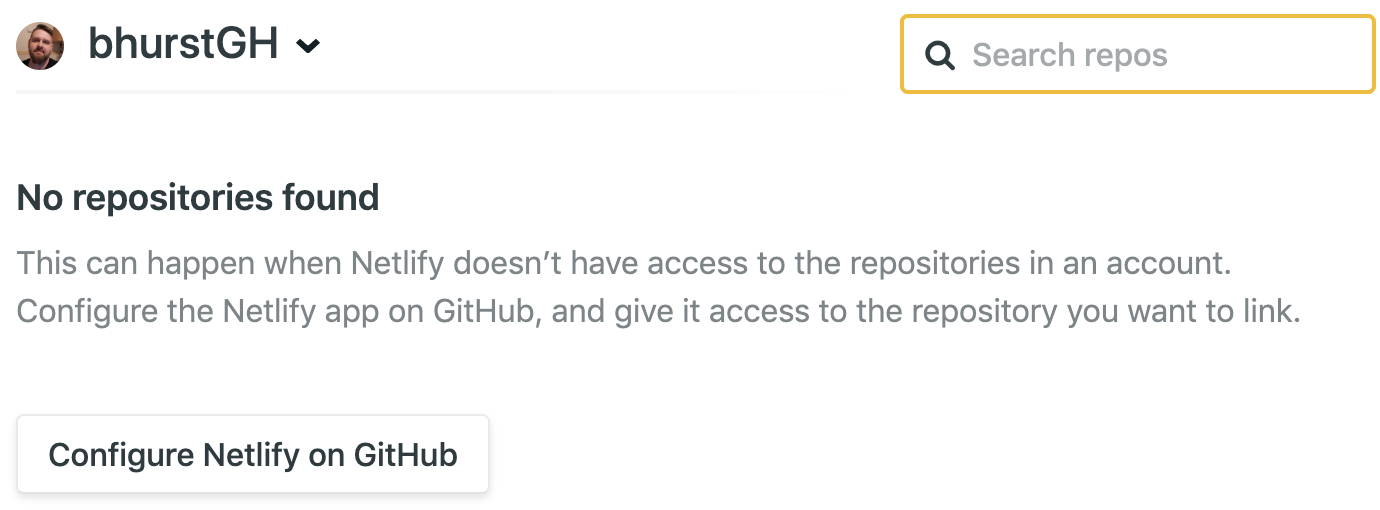 bhurstGH
Search repos
No repositories found
This can happen when Netlify doesn’t have access to the repositories in an account.
Configure the Netlify app on GitHub, and give it access to the repository you want to link.
Configure Netlify on GitHub